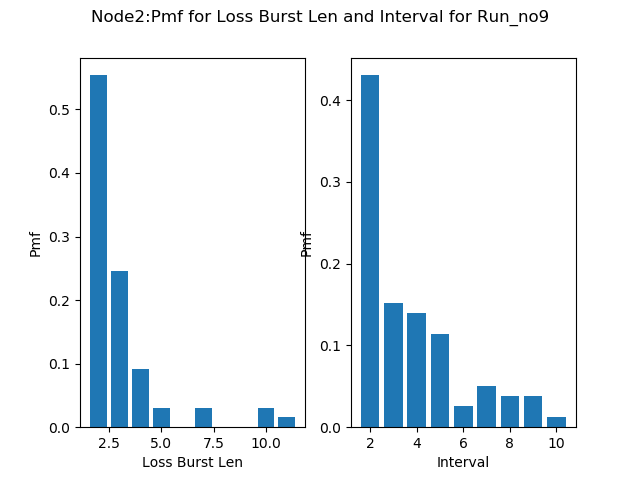 Node2:Pmf for Loss Burst Len and Interval for Run_no9
Pmf
0.5
0.4
0.3
0.2
0.1
0.0
2.5 5.0 7.5 10.0
Loss Burst Len
Pmf
0.4
0.3
0.2
0.1
0.0
2 4 6 8 10
Interval